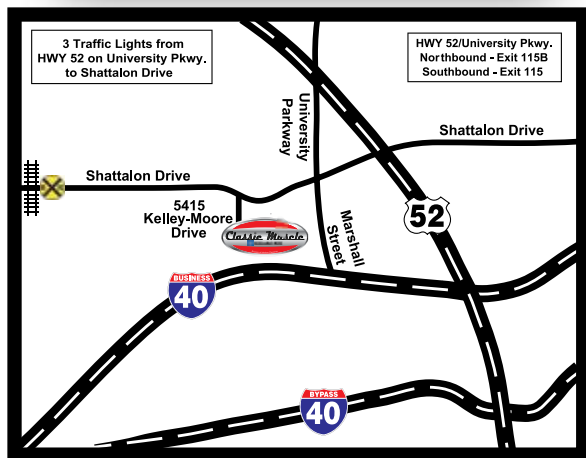 3 Traffic Lights from
HWY 52 on University Pkwy.
to Shattalon Drive
HWY 52/University Pkwy.
Northbound - Exit 115B
Southbound - Exit 115
University
Parkway
Shattalon Drive
Shattalon Drive
5415
Kelley-Moore
Drive
Classic Muscle
Marshall
Street
52
BUSINESS
40
BYPASS
40